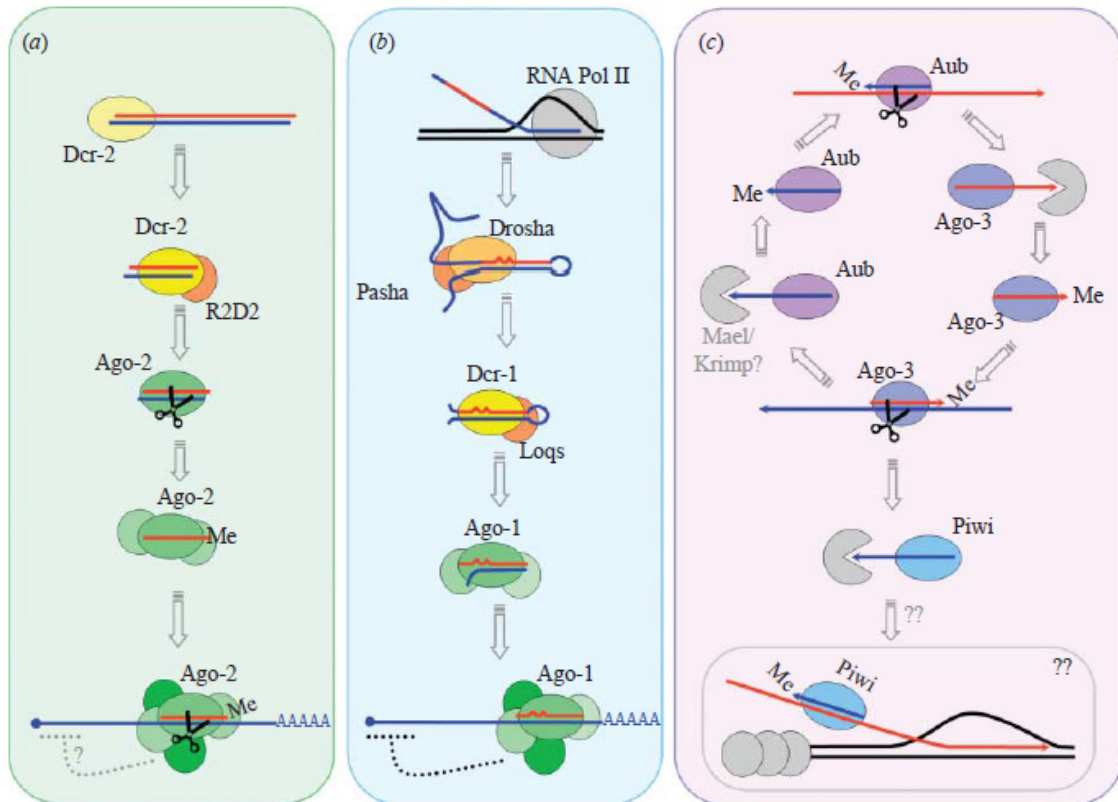 (a)
Dcr-2
Dcr-2
R2D2
Ago-2
Ago-2
Me
Ago-2
Me
AAAAA
?
(b)
RNA Pol II
Drosha
Pasha
Dcr-1
Loqs
Ago-1
Ago-1
AAAAA
(c)
Me
Aub
Me
Aub
Ago-3
Aub
Mael/
Krimp?
Me
Ago-3
Ago-3
Me
Piwi
??
??
Me
Piwi